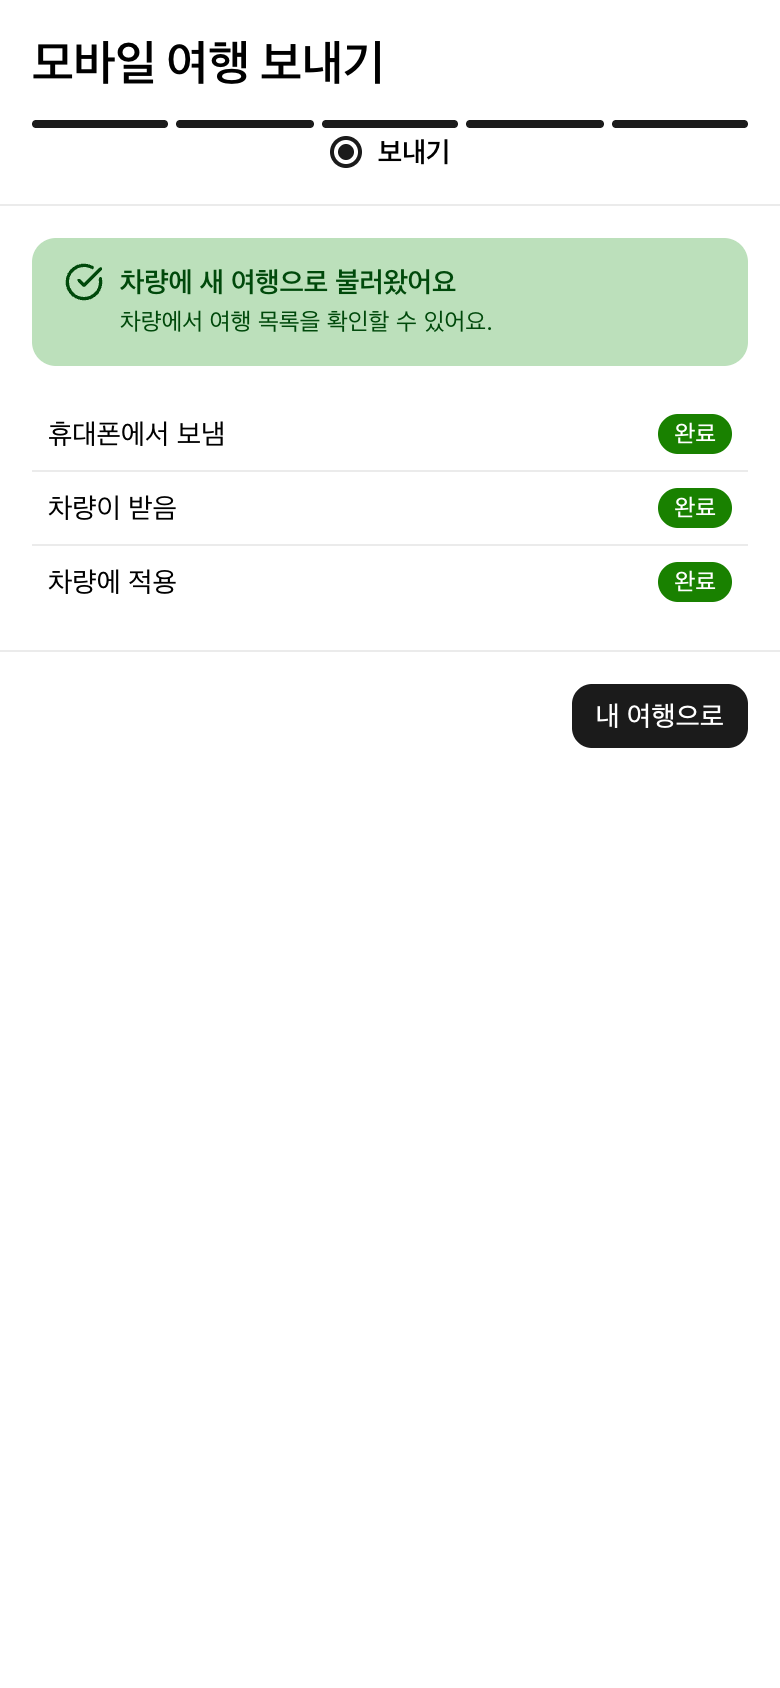 모바일 여행 보내기
보내기
차량에 새 여행으로 불러왔어요
차량에서 여행 목록을 확인할 수 있어요.
휴대폰에서 보냄
완료
차량이 받음
완료
차량에 적용
완료
내 여행으로